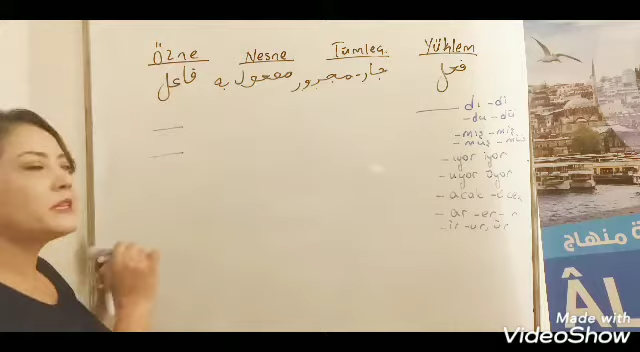 Özne Nesne Tümleç Yüklem
فاعل مفعول به جار-مجرور فعل
dı -di
-du -dü
-mış -miş
-muş -müş
-ıyor iyor
-uyor üyor
-acak -ecek
-ar -er -r
-ir -ur, ür
منهاج
ÂL
Made with
VideoShow